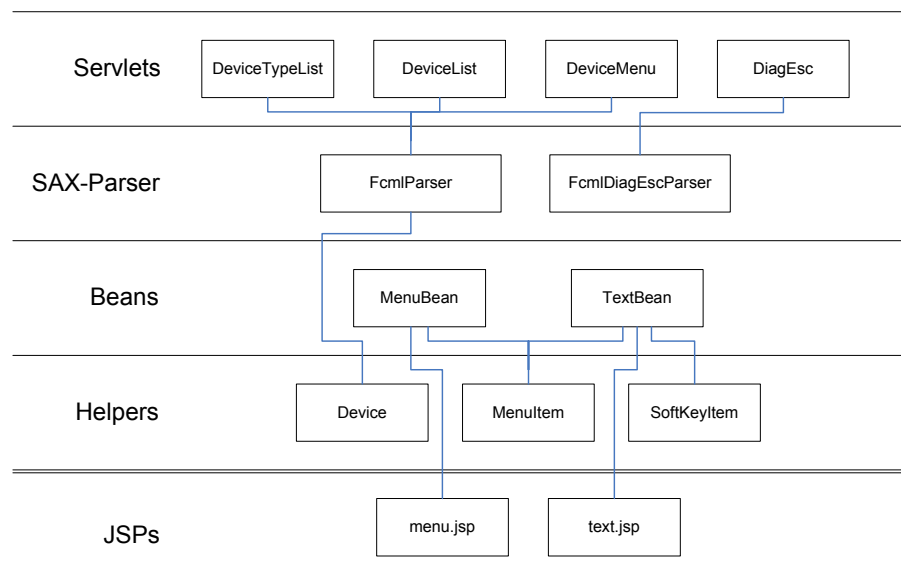 Servlets
DeviceTypeList
DeviceList
DeviceMenu
DiagEsc
SAX-Parser
FcmlParser
FcmlDiagEscParser
Beans
MenuBean
TextBean
Helpers
Device
MenuItem
SoftKeyItem
JSPs
menu.jsp
text.jsp